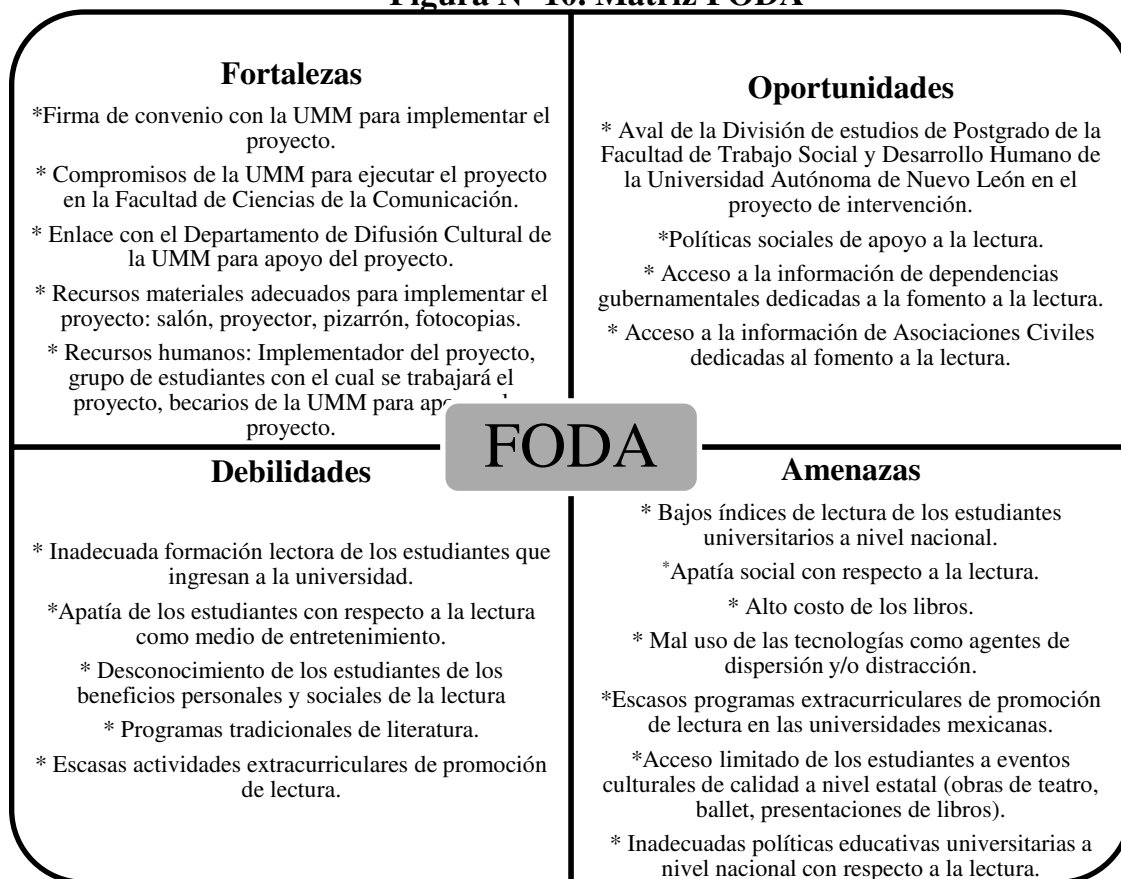 Figura N° 10. Matriz FODA
Fortalezas
*Firma de convenio con la UMM para implementar el
proyecto.
* Compromisos de la UMM para ejecutar el proyecto
en la Facultad de Ciencias de la Comunicación.
* Enlace con el Departamento de Difusión Cultural de
la UMM para apoyo del proyecto.
* Recursos materiales adecuados para implementar el
proyecto: salón, proyector, pizarrón, fotocopias.
* Recursos humanos: Implementador del proyecto,
grupo de estudiantes con el cual se trabajará el
proyecto, becarios de la UMM para
proyecto.
Oportunidades
* Aval de la División de estudios de Postgrado de la
Facultad de Trabajo Social y Desarrollo Humano de
la Universidad Autónoma de Nuevo León en el
proyecto de intervención.
*Políticas sociales de apoyo a la lectura.
* Acceso a la información de dependencias
gubernamentales dedicadas a la fomento a la lectura.
* Acceso a la información de Asociaciones Civiles
dedicadas al fomento a la lectura.
FODA
Debilidades
* Inadecuada formación lectora de los estudiantes que
ingresan a la universidad.
*Apatía de los estudiantes con respecto a la lectura
como medio de entretenimiento.
* Desconocimiento de los estudiantes de los
beneficios personales y sociales de la lectura
* Programas tradicionales de literatura.
* Escasas actividades extracurriculares de promoción
de lectura.
Amenazas
* Bajos índices de lectura de los estudiantes
universitarios a nivel nacional.
*Apatía social con respecto a la lectura.
* Alto costo de los libros.
* Mal uso de las tecnologías como agentes de
dispersión y/o distracción.
*Escasos programas extracurriculares de promoción
de lectura en las universidades mexicanas.
*Acceso limitado de los estudiantes a eventos
culturales de calidad a nivel estatal (obras de teatro,
ballet, presentaciones de libros).
* Inadecuadas políticas educativas universitarias a
nivel nacional con respecto a la lectura.